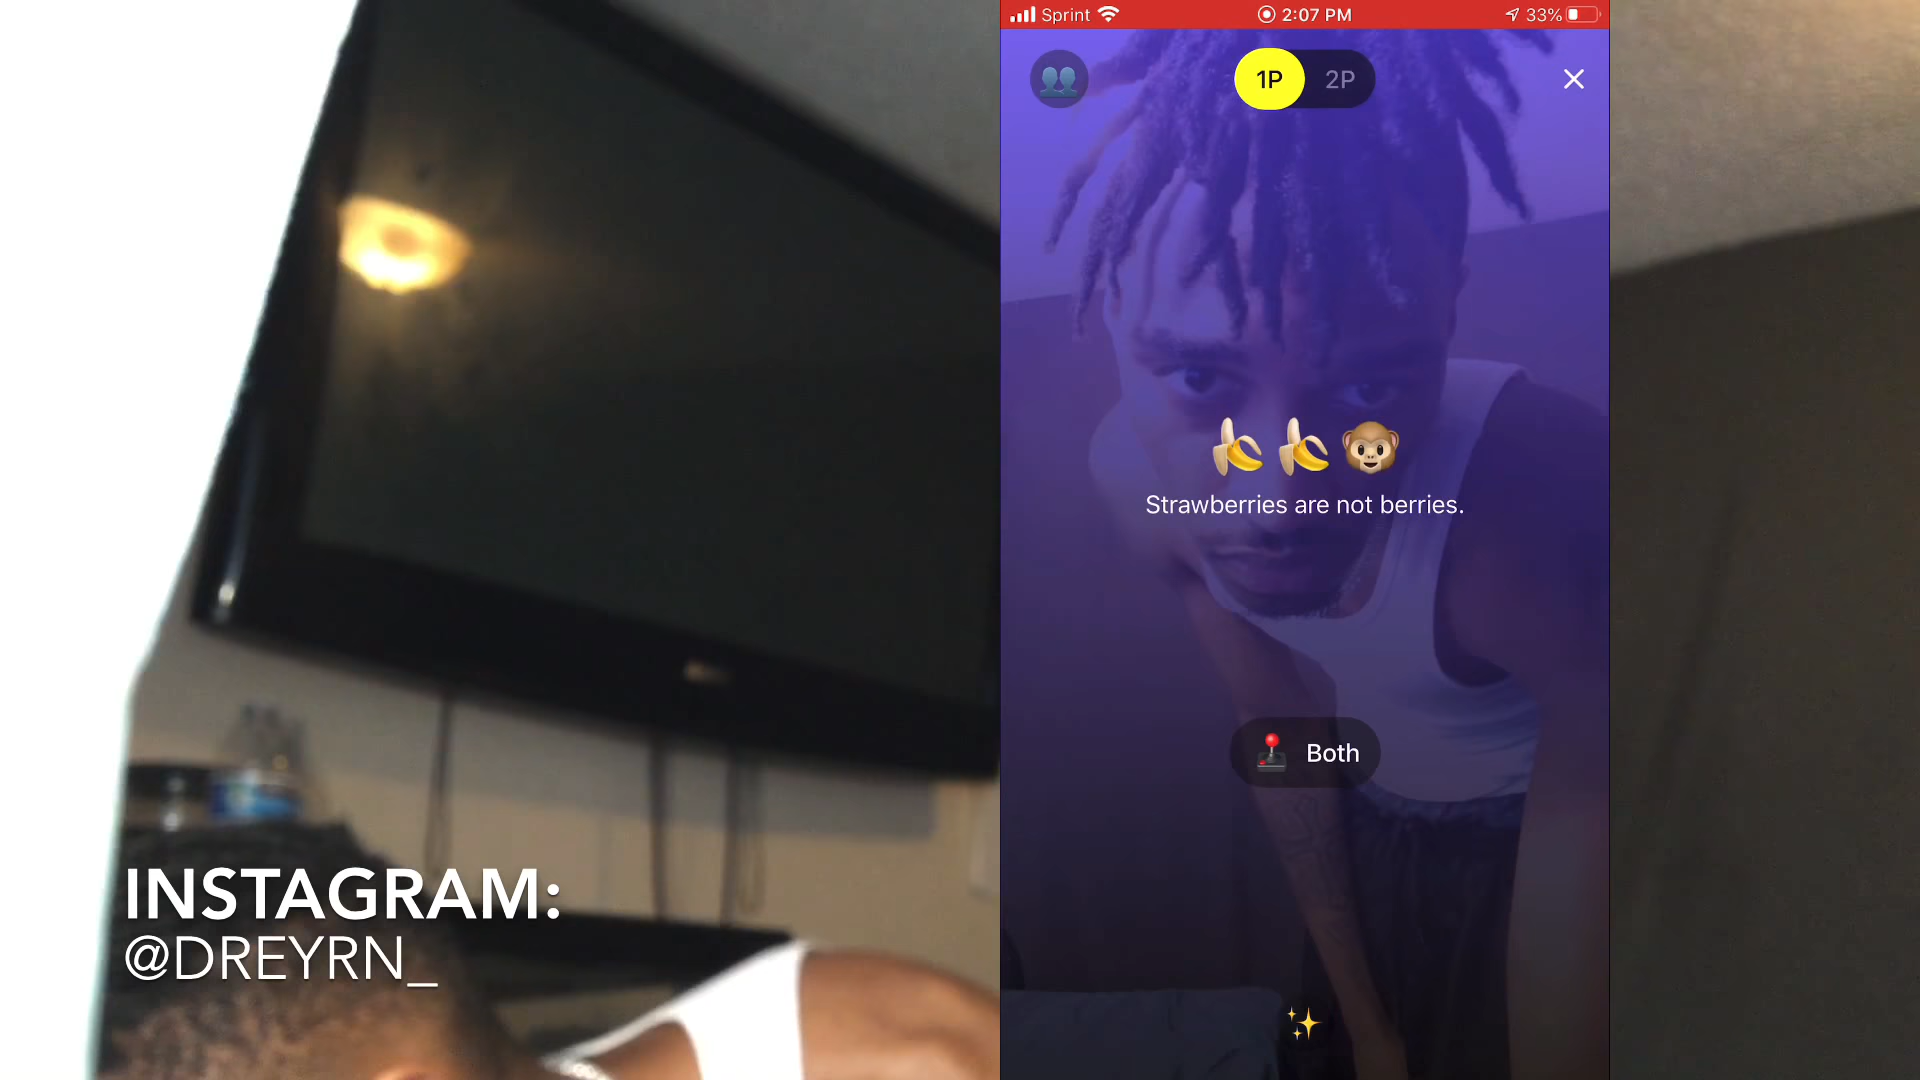 Sprint 2:07 PM 33%
1P 2P
Strawberries are not berries.
Both
INSTAGRAM:
@DREYRN_